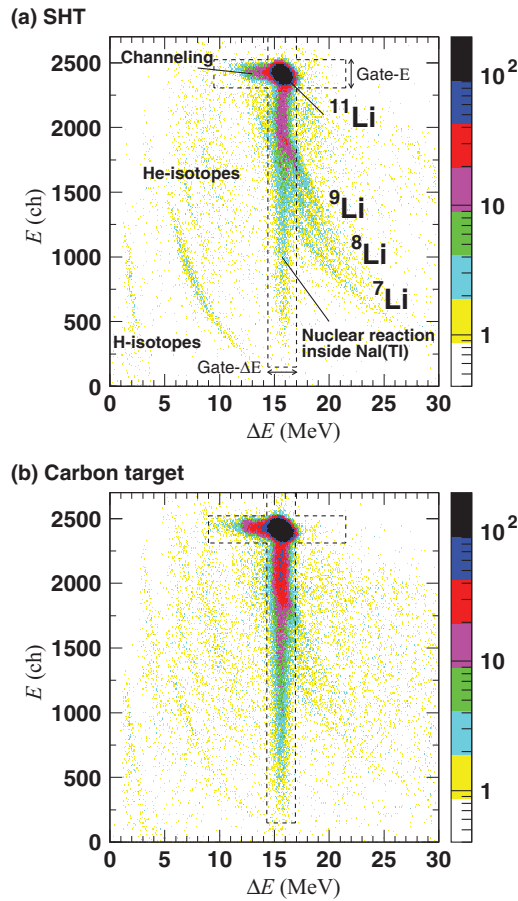 (a) SHT
Channeling
Gate-E
¹¹Li
He-isotopes
⁹Li
⁸Li
⁷Li
H-isotopes
Nuclear reaction
inside NaI(Tl)
Gate-ΔE
E (ch)
2500
2000
1500
1000
500
0
0 5 10 15 20 25 30
ΔE (MeV)
10²
10
1
(b) Carbon target
E (ch)
2500
2000
1500
1000
500
0
0 5 10 15 20 25 30
ΔE (MeV)
10²
10
1